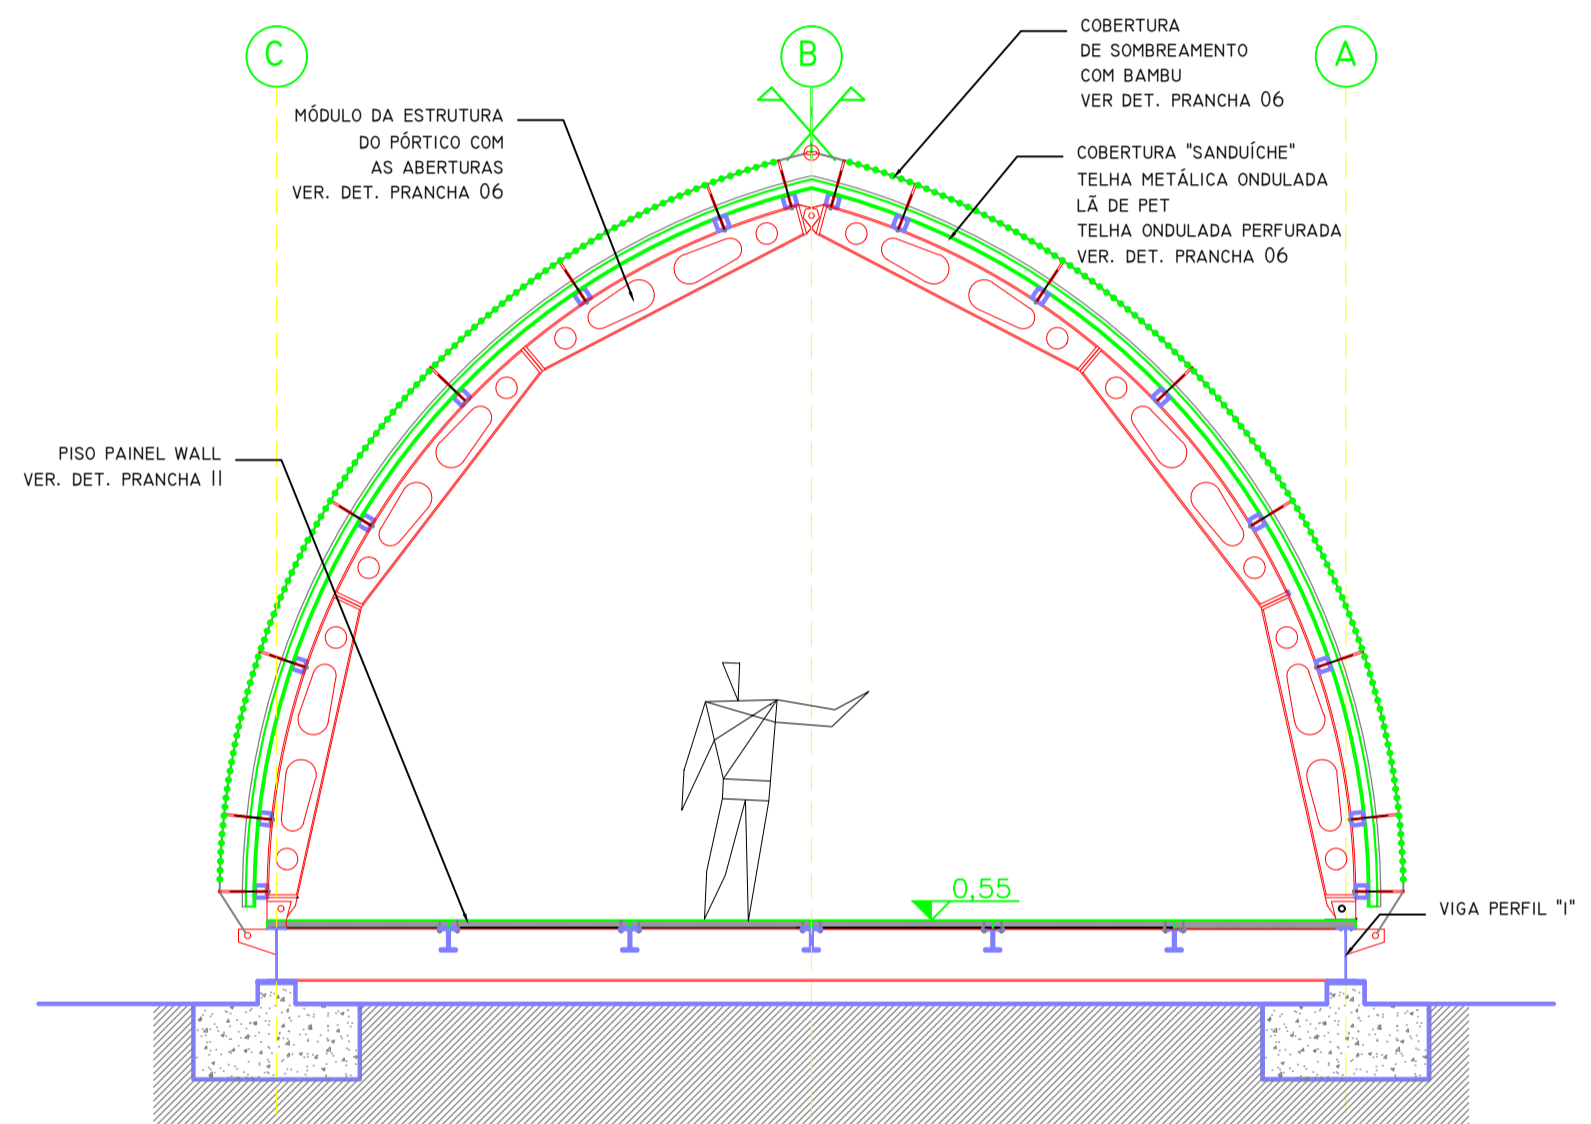 C
B
A
COBERTURA
DE SOMBREAMENTO
COM BAMBU
VER DET. PRANCHA 06
MÓDULO DA ESTRUTURA
DO PÓRTICO COM
AS ABERTURAS
VER. DET. PRANCHA 06
COBERTURA "SANDUÍCHE"
TELHA METÁLICA ONDULADA
LÃ DE PET
TELHA ONDULADA PERFURADA
VER. DET. PRANCHA 06
PISO PAINEL WALL
VER. DET. PRANCHA II
0,55
VIGA PERFIL "I"